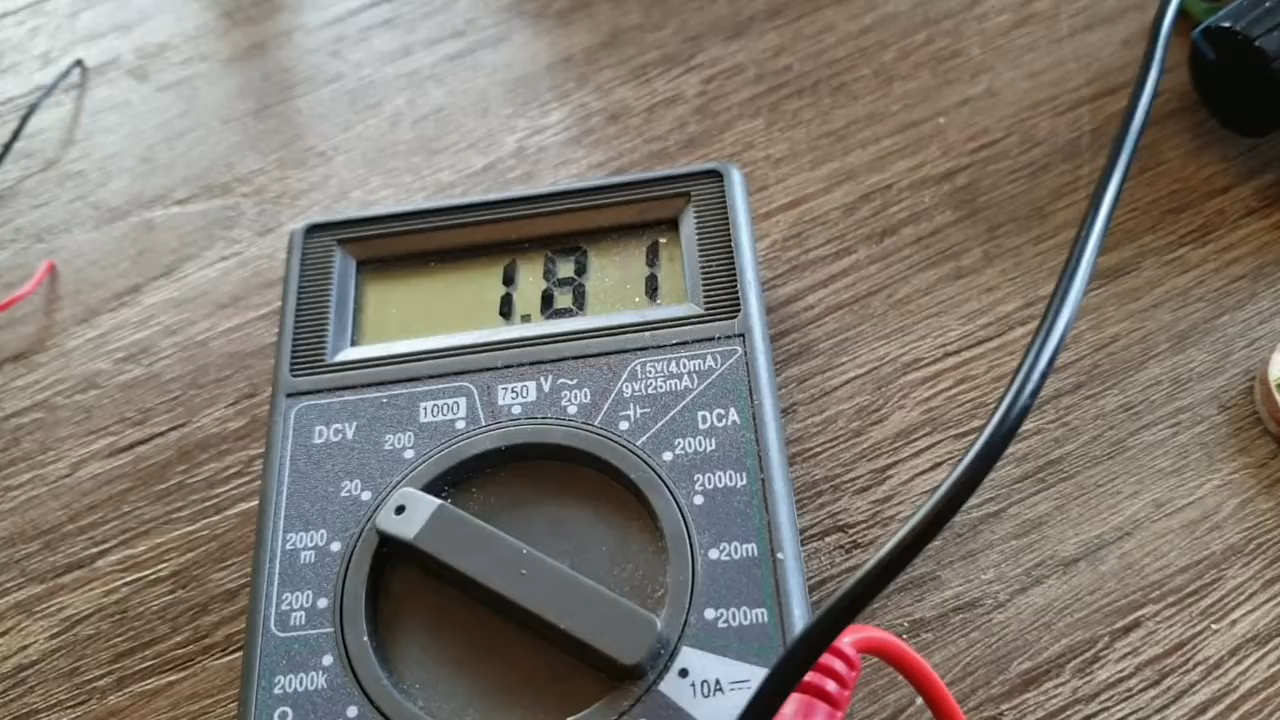 1.81
1.5V(4.0mA)
9V(25mA)
750 V~ 200
1000
DCV
DCA
200
200µ
20
2000µ
2000
m
20m
200
m
200m
2000k
10A
Ω